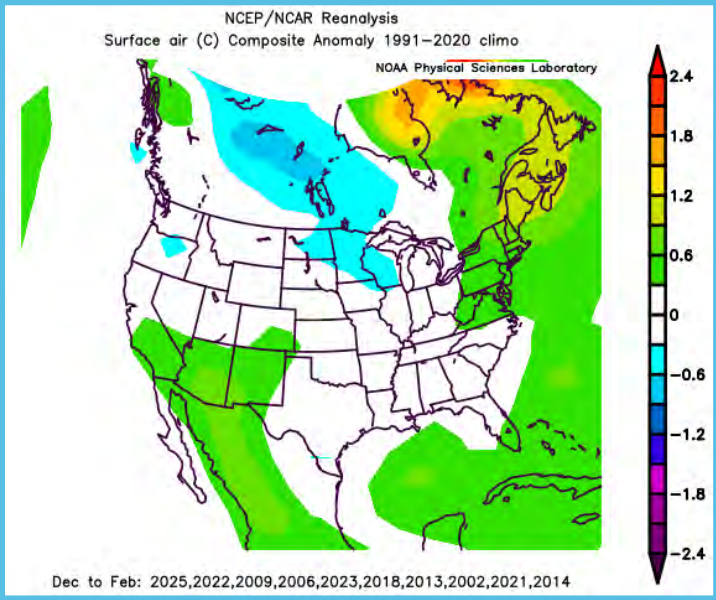 NCEP/NCAR Reanalysis
Surface air (C) Composite Anomaly 1991-2020 climo
NOAA Physical Sciences Laboratory
2.4
1.8
1.2
0.6
0
-0.6
-1.2
-1.8
-2.4
Dec to Feb: 2025,2022,2009,2006,2023,2018,2013,2002,2021,2014